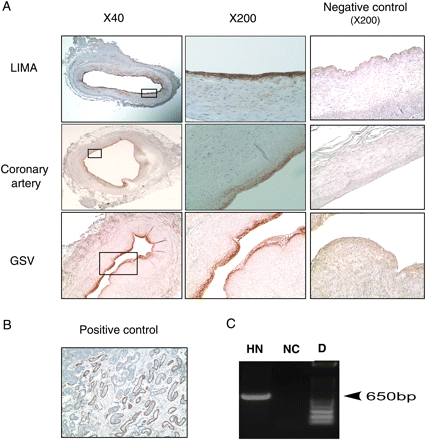 A
X40
X200
Negative control
(X200)
LIMA
Coronary
artery
GSV
B
Positive control
C
HN NC D
650bp